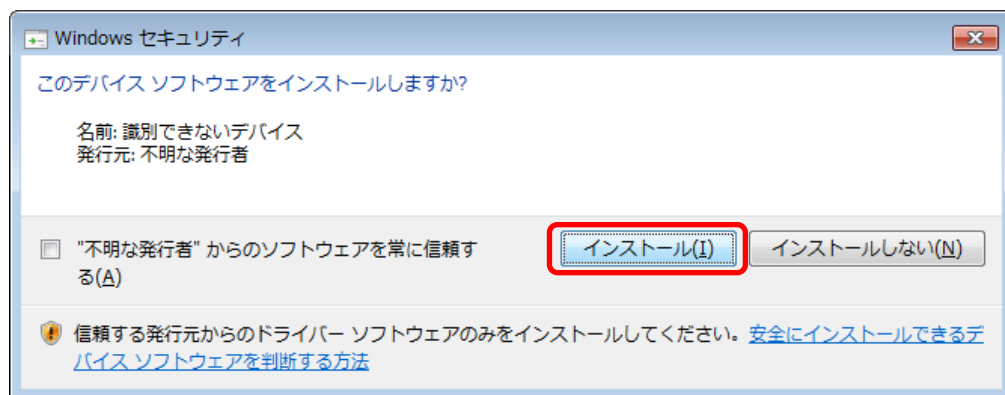 Windows セキュリティ
このデバイス ソフトウェアをインストールしますか?
名前: 識別できないデバイス
発行元: 不明な発行者
"不明な発行者" からのソフトウェアを常に信頼す
る(A)
インストール(I)
インストールしない(N)
信頼する発行元からのドライバー ソフトウェアのみをインストールしてください。安全にインストールできるデ
バイス ソフトウェアを判断する方法